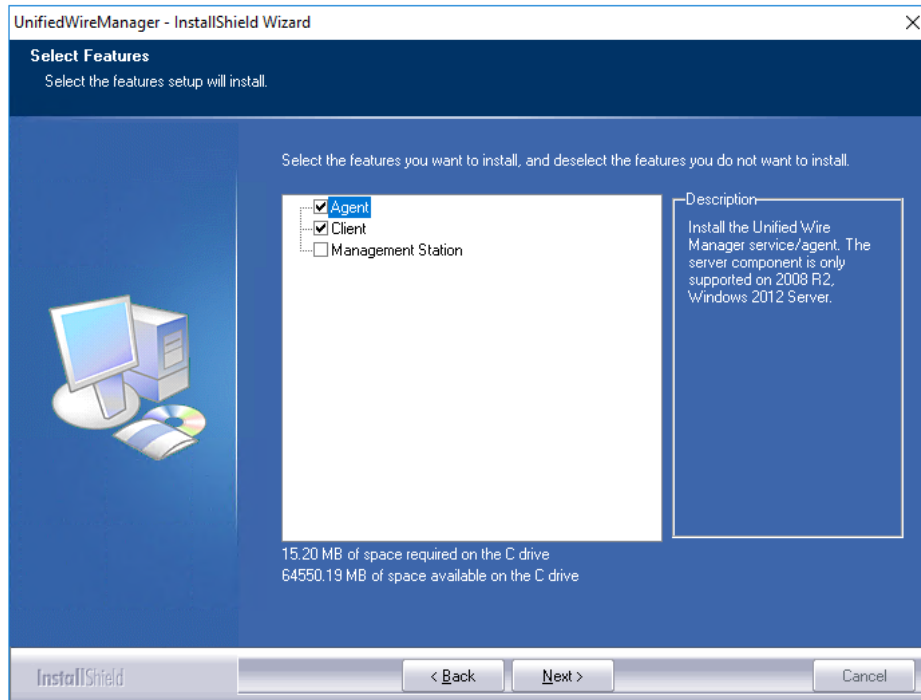 UnifiedWireManager - InstallShield Wizard
Select Features
Select the features setup will install.
Select the features you want to install, and deselect the features you do not want to install.
Agent
Client
Management Station
Description
Install the Unified Wire
Manager service/agent. The
server component is only
supported on 2008 R2,
Windows 2012 Server.
15.20 MB of space required on the C drive
64550.19 MB of space available on the C drive
InstallShield
< Back
Next >
Cancel